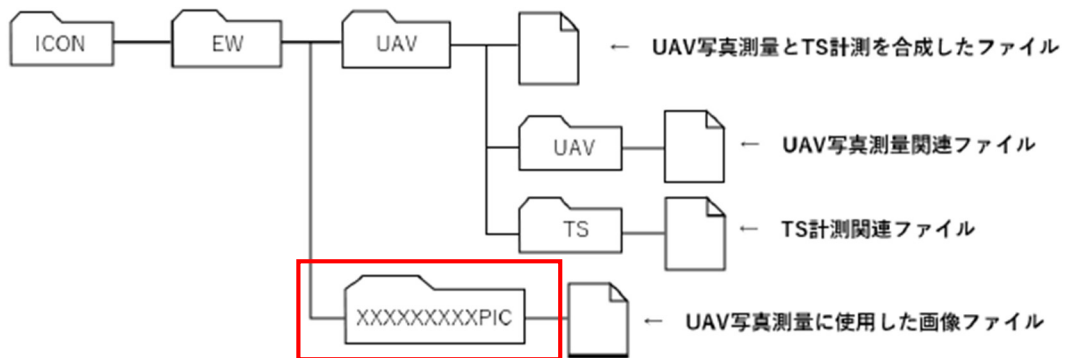 ICON
EW
UAV
← UAV写真測量とTS計測を合成したファイル
UAV
← UAV写真測量関連ファイル
TS
← TS計測関連ファイル
XXXXXXXXXPIC
← UAV写真測量に使用した画像ファイル